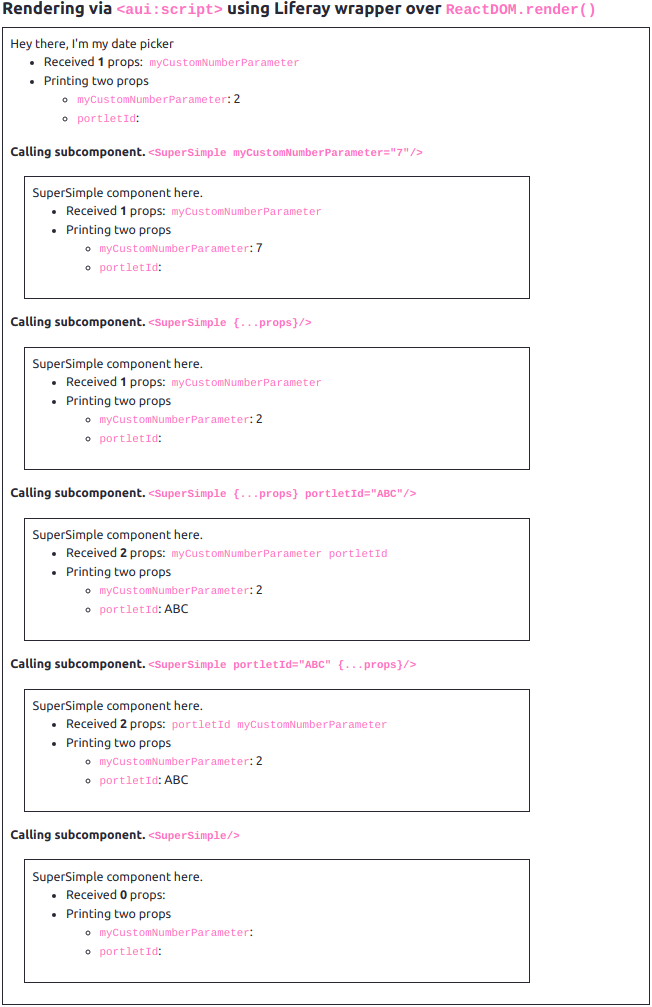 Rendering via <aui:script> using Liferay wrapper over ReactDOM.render()
Hey there, I'm my date picker
Received 1 props: myCustomNumberParameter
Printing two props
myCustomNumberParameter: 2
portletId:
Calling subcomponent. <SuperSimple myCustomNumberParameter="7"/>
SuperSimple component here.
Received 1 props: myCustomNumberParameter
Printing two props
myCustomNumberParameter: 7
portletId:
Calling subcomponent. <SuperSimple {...props}/>
SuperSimple component here.
Received 1 props: myCustomNumberParameter
Printing two props
myCustomNumberParameter: 2
portletId:
Calling subcomponent. <SuperSimple {...props} portletId="ABC"/>
SuperSimple component here.
Received 2 props: myCustomNumberParameter portletId
Printing two props
myCustomNumberParameter: 2
portletId: ABC
Calling subcomponent. <SuperSimple portletId="ABC" {...props}/>
SuperSimple component here.
Received 2 props: portletId myCustomNumberParameter
Printing two props
myCustomNumberParameter: 2
portletId: ABC
Calling subcomponent. <SuperSimple/>
SuperSimple component here.
Received 0 props:
Printing two props
myCustomNumberParameter:
portletId: